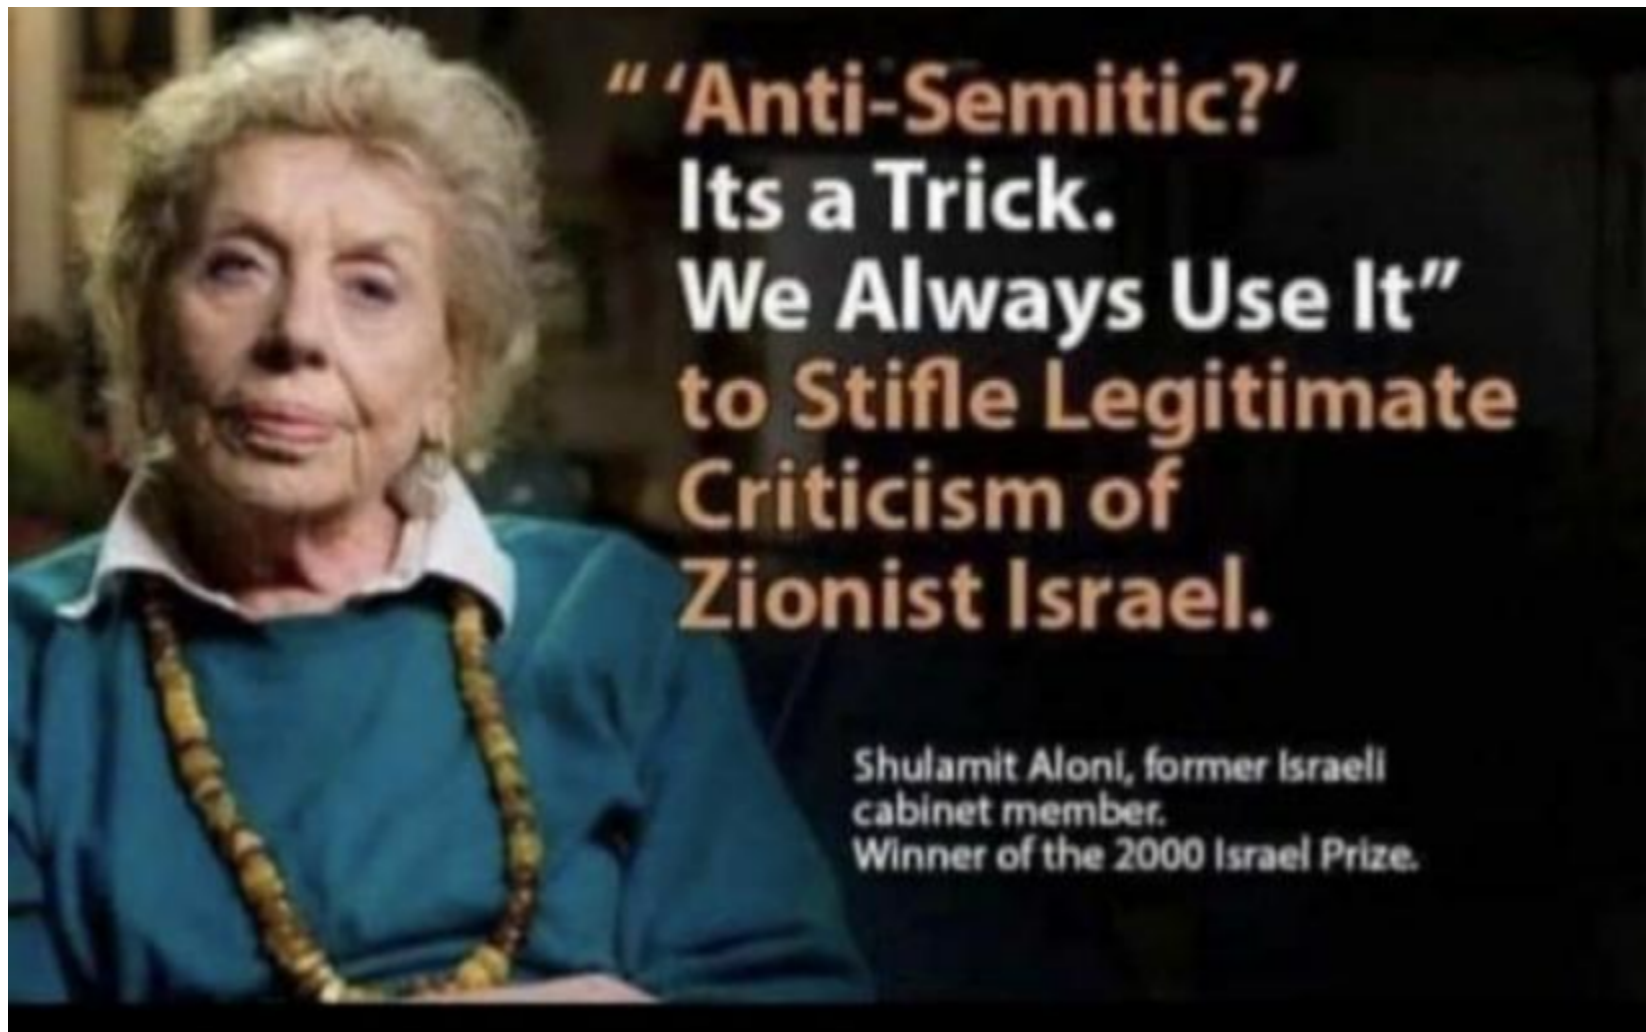 “ ‘Anti-Semitic?’
Its a Trick.
We Always Use It”
to Stifle Legitimate
Criticism of
Zionist Israel.
Shulamit Aloni, former Israeli
cabinet member.
Winner of the 2000 Israel Prize.